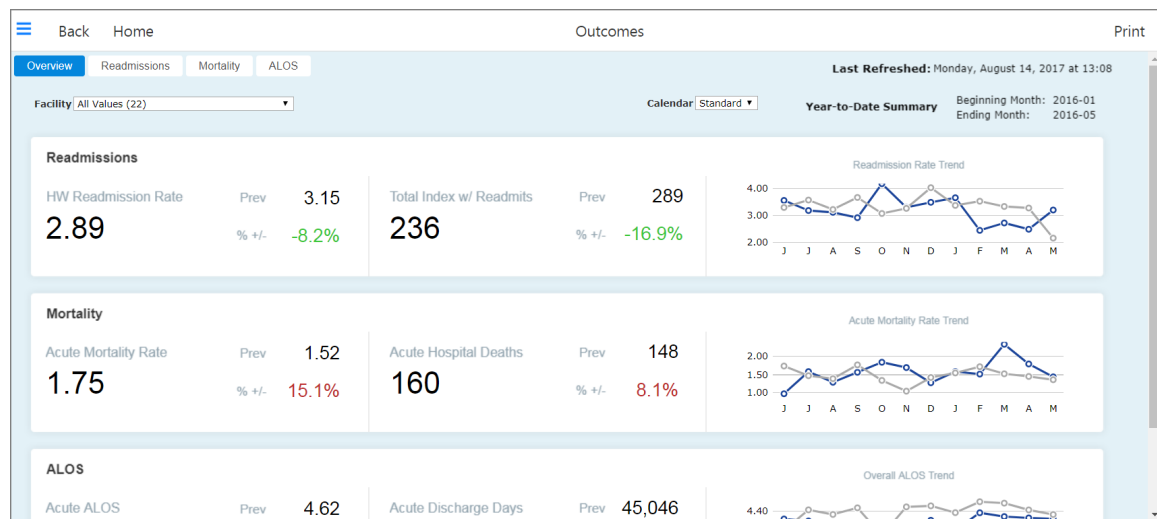 Back Home Outcomes Print
Overview Readmissions Mortality ALOS
Last Refreshed: Monday, August 14, 2017 at 13:08
Facility All Values (22) Calendar Standard Year-to-Date Summary Beginning Month: 2016-01
Ending Month: 2016-05
Readmissions
Readmission Rate Trend
HW Readmission Rate Prev 3.15 Total Index w/ Readmits Prev 289
2.89 % +/- -8.2% 236 % +/- -16.9%
4.00
3.00
2.00
J J A S O N D J F M A M
Mortality
Acute Mortality Rate Trend
Acute Mortality Rate Prev 1.52 Acute Hospital Deaths Prev 148
1.75 % +/- 15.1% 160 % +/- 8.1%
2.00
1.50
1.00
J J A S O N D J F M A M
ALOS
Overall ALOS Trend
Acute ALOS Prev 4.62 Acute Discharge Days Prev 45,046
4.40